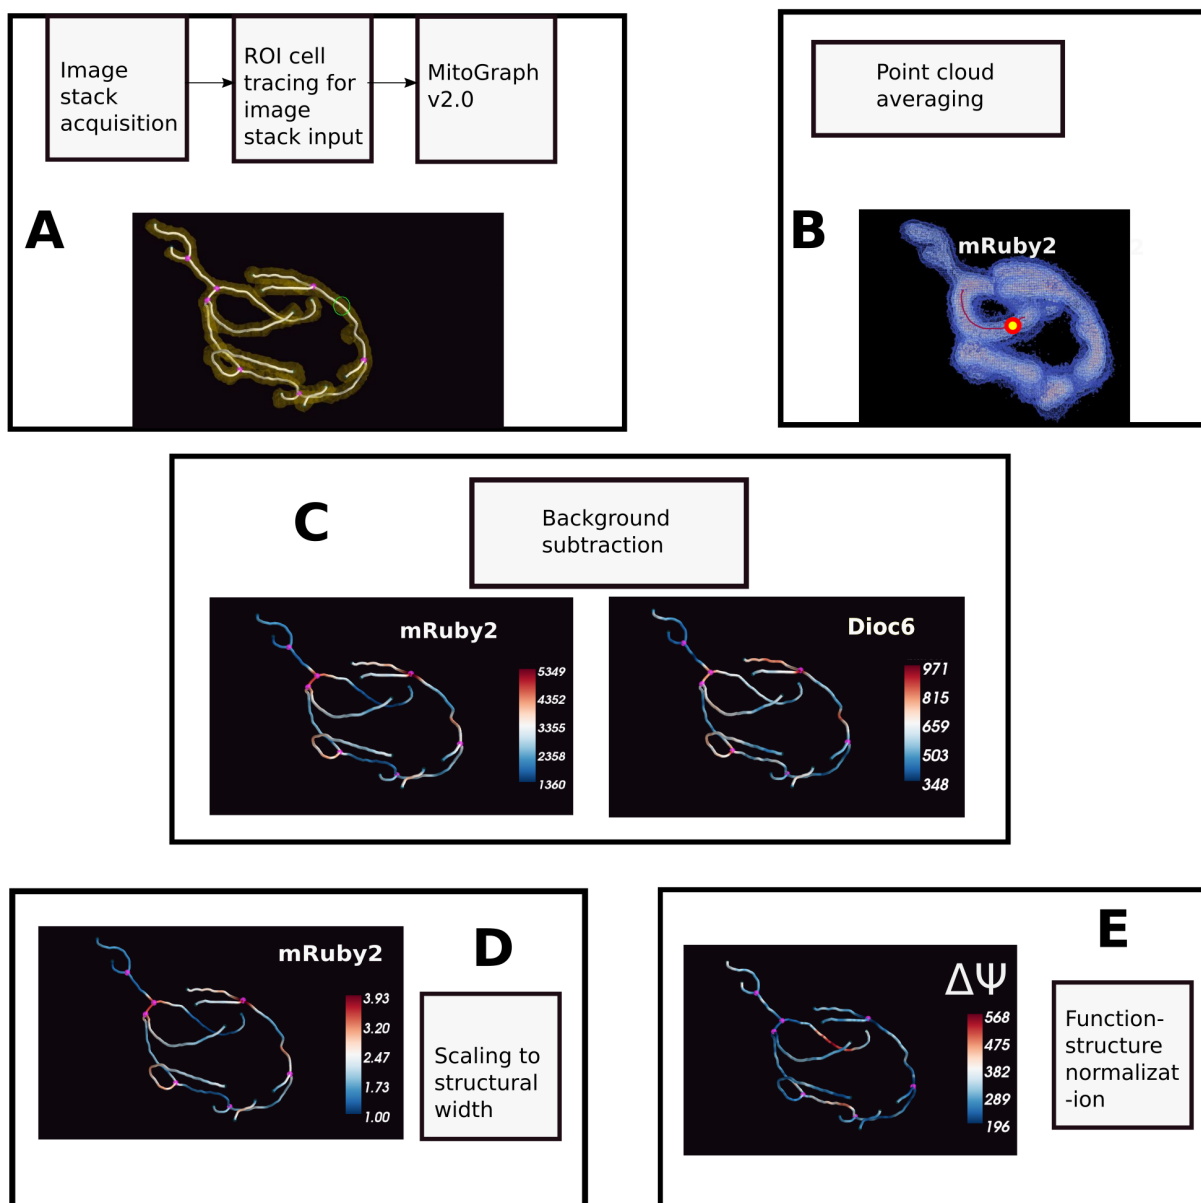 Image
stack
acquisition
ROI cell
tracing for
image
stack input
MitoGraph
v2.0
A
Point cloud
averaging
B
mRuby2
2
C
Background
subtraction
mRuby2
5349
4352
3355
2358
1360
Dioc6
971
815
659
503
348
mRuby2
3.93
3.20
2.47
1.73
1.00
D
Scaling to
structural
width
ΔΨ
568
475
382
289
196
E
Function-
structure
normalizat
-ion